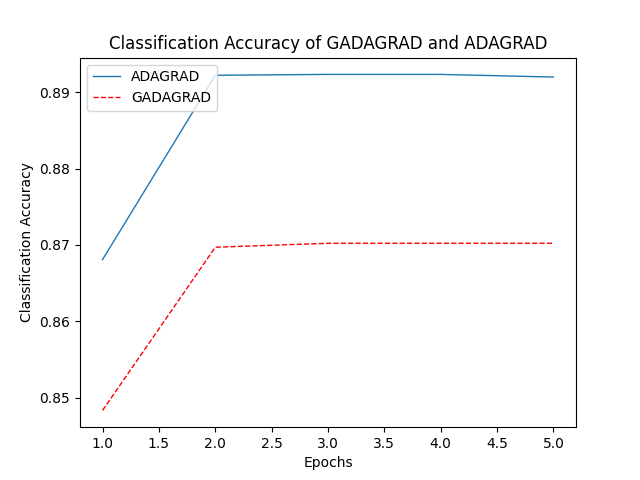 Classification Accuracy of GADAGRAD and ADAGRAD
ADAGRAD
GADAGRAD
Classification Accuracy
0.89
0.88
0.87
0.86
0.85
1.0 1.5 2.0 2.5 3.0 3.5 4.0 4.5 5.0
Epochs